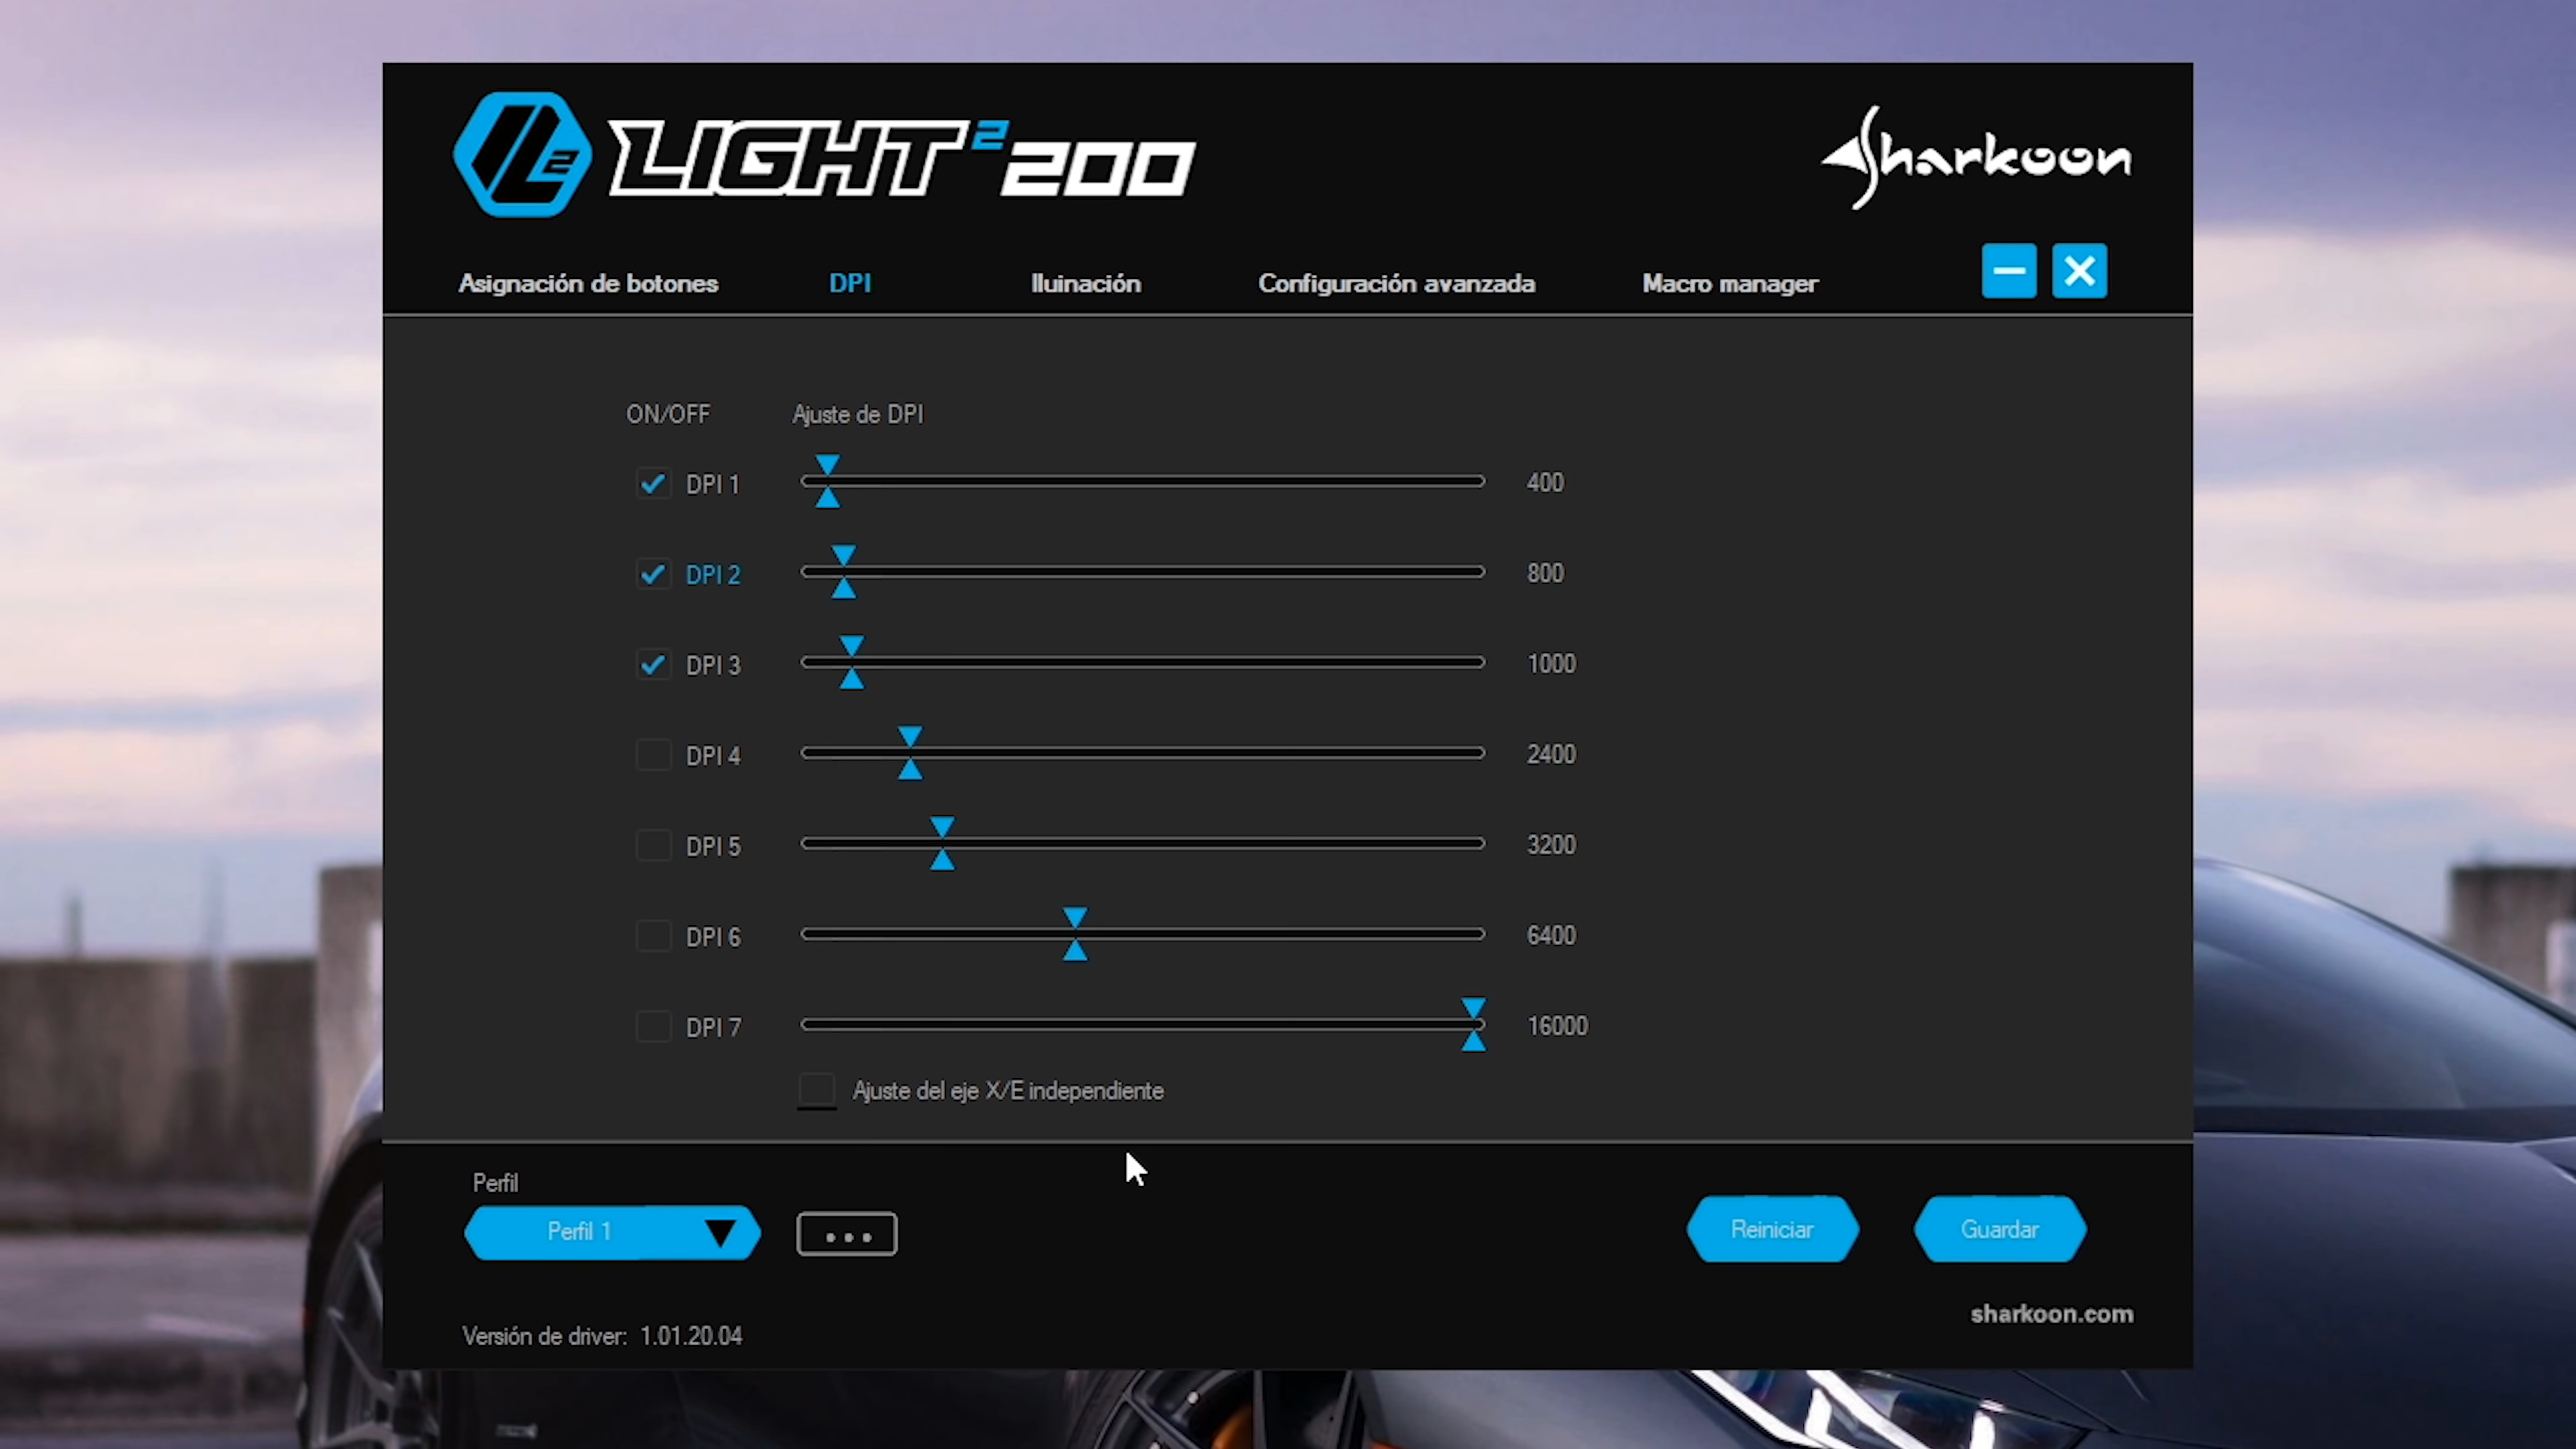 LIGHT² 200
Sharkoon
Asignación de botones
DPI
Iluinación
Configuración avanzada
Macro manager
ON/OFF
Ajuste de DPI
DPI 1
400
DPI 2
800
DPI 3
1000
DPI 4
2400
DPI 5
3200
DPI 6
6400
DPI 7
16000
Ajuste del eje X/E independiente
Perfil
Perfil 1
...
Reiniciar
Guardar
sharkoon.com
Versión de driver: 1.01.20.04